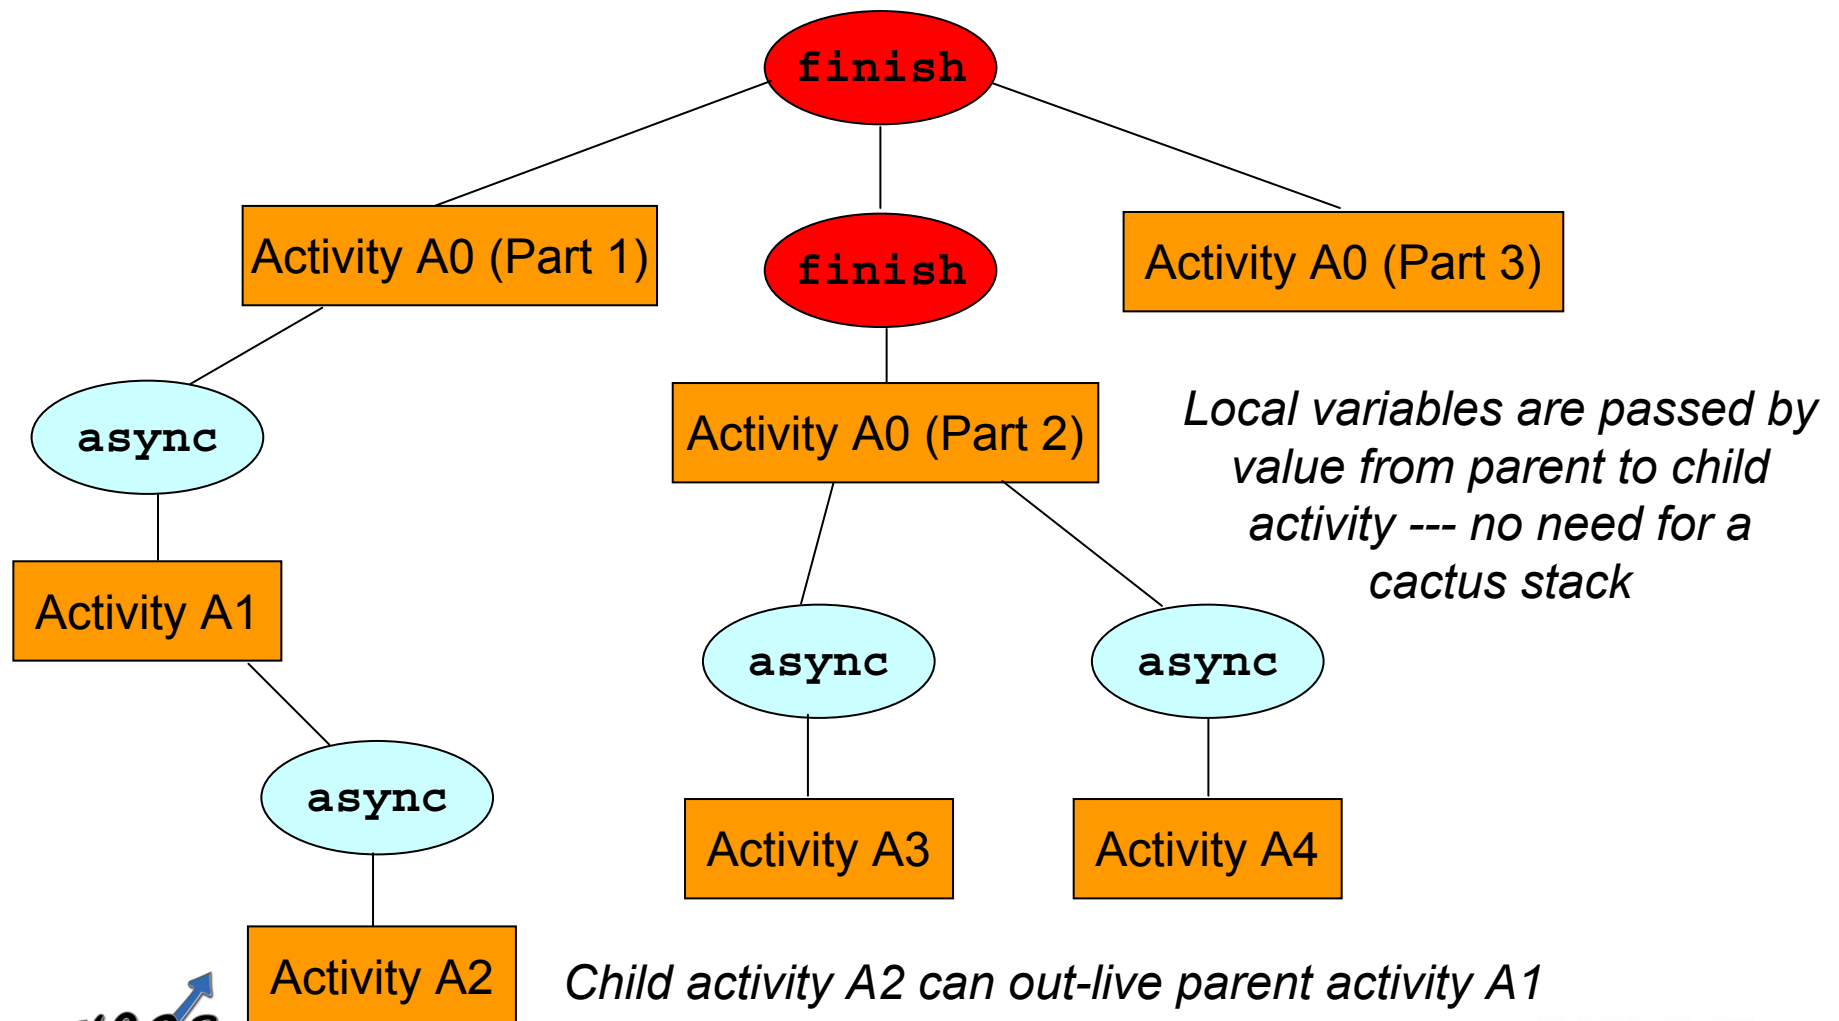 finish
Activity A0 (Part 1)
finish
Activity A0 (Part 3)
async
Activity A0 (Part 2)
Local variables are passed by
value from parent to child
activity --- no need for a
cactus stack
Activity A1
async
async
async
Activity A3
Activity A4
Activity A2
Child activity A2 can out-live parent activity A1